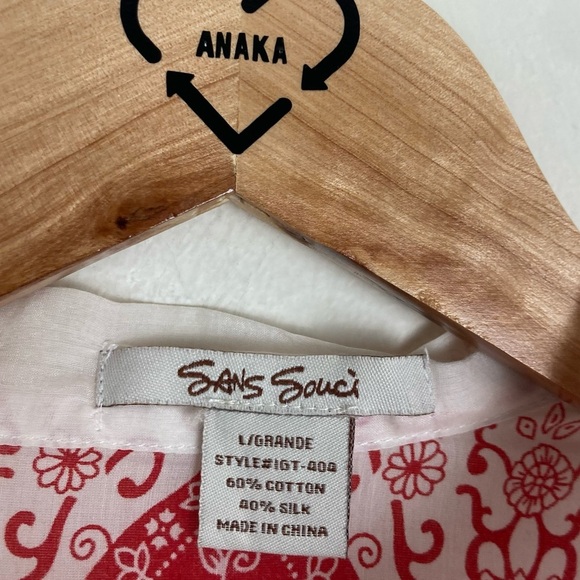 ANAKA
SANS Souci
L/GRANDE
STYLE#IGT-404
60% COTTON
40% SILK
MADE IN CHINA